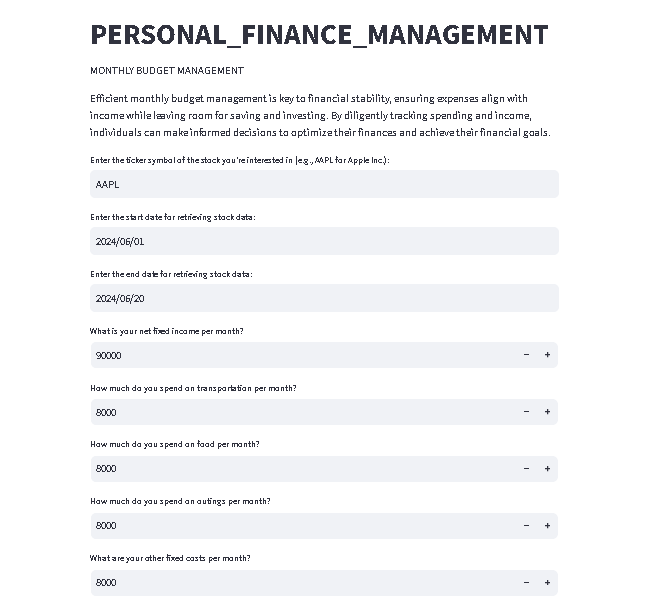 PERSONAL_FINANCE_MANAGEMENT
MONTHLY BUDGET MANAGEMENT
Efficient monthly budget management is key to financial stability, ensuring expenses align with
income while leaving room for saving and investing. By diligently tracking spending and income,
individuals can make informed decisions to optimize their finances and achieve their financial goals.
Enter the ticker symbol of the stock you're interested in (e.g., AAPL for Apple Inc.):
AAPL
Enter the start date for retrieving stock data:
2024/06/01
Enter the end date for retrieving stock data:
2024/06/20
What is your net fixed income per month?
90000 − +
How much do you spend on transportation per month?
8000 − +
How much do you spend on food per month?
8000 − +
How much do you spend on outings per month?
8000 − +
What are your other fixed costs per month?
8000 − +